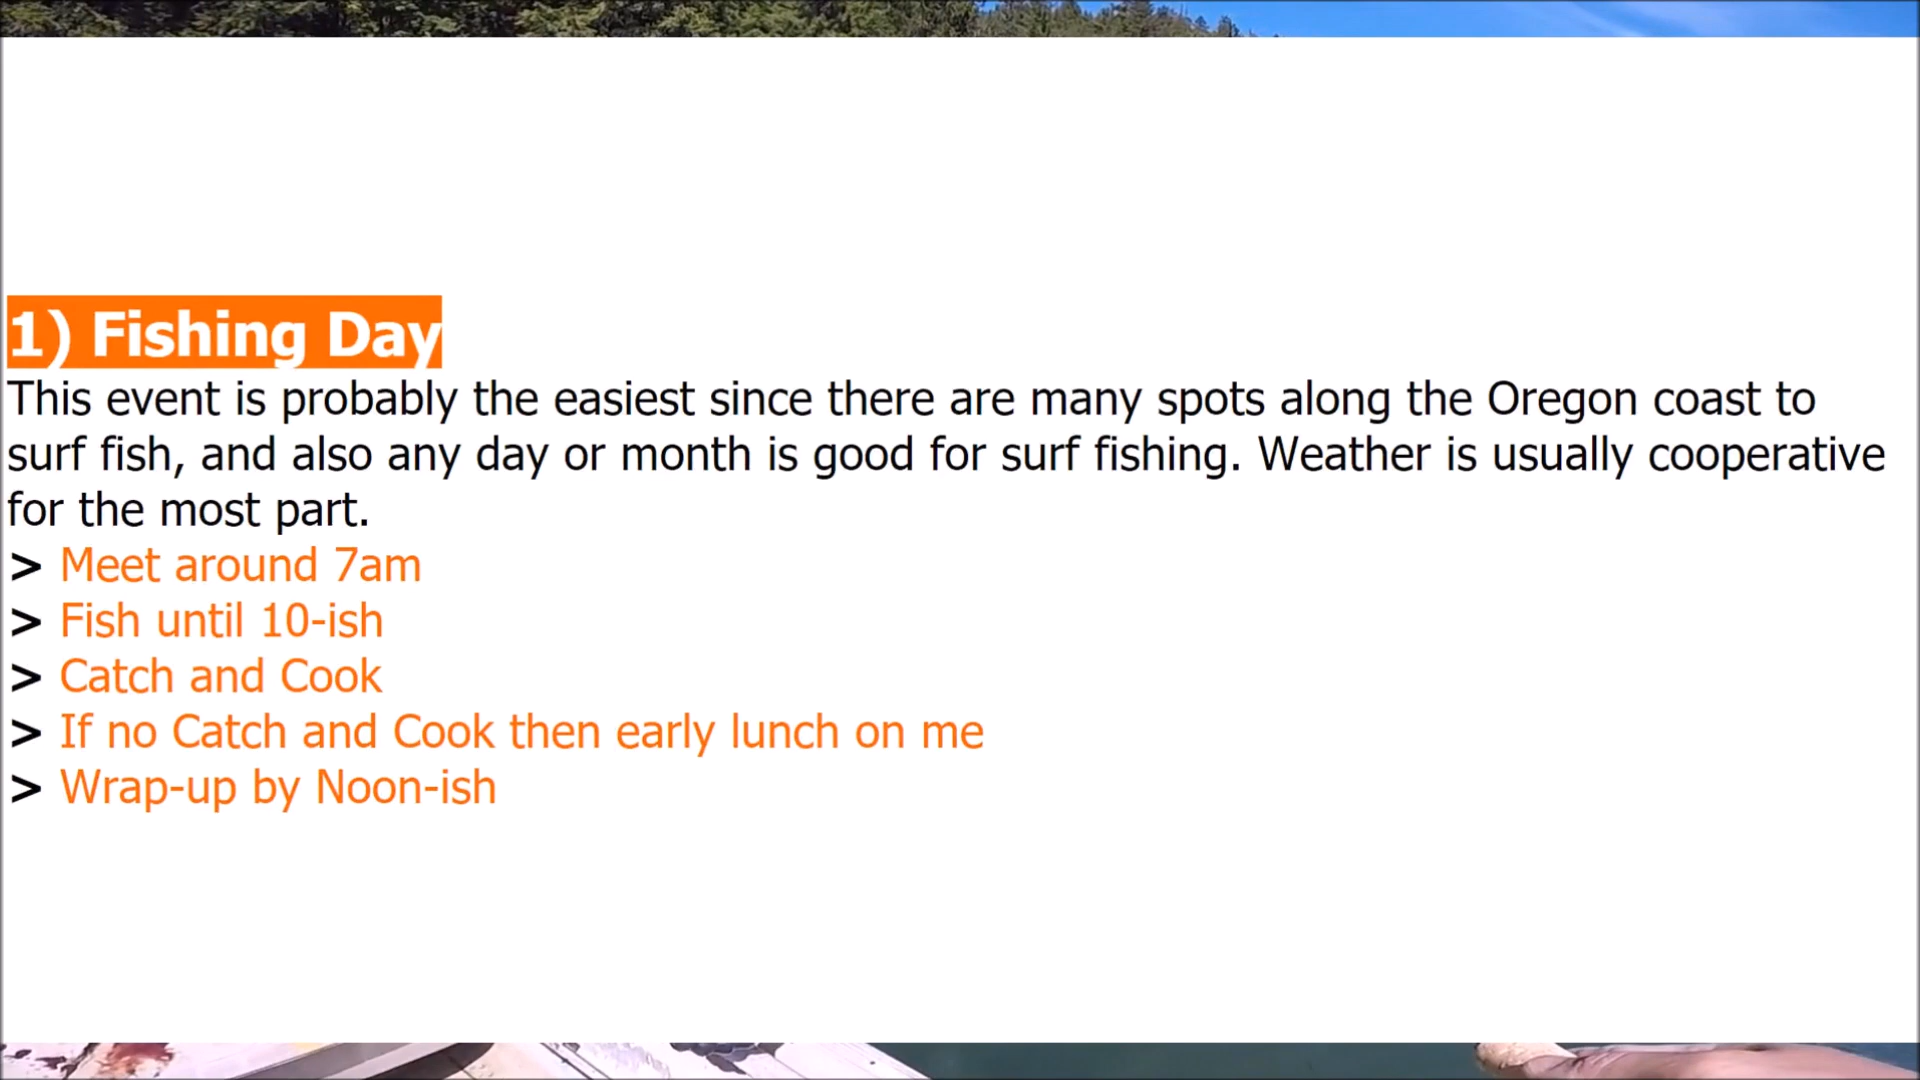 1) Fishing Day
This event is probably the easiest since there are many spots along the Oregon coast to
surf fish, and also any day or month is good for surf fishing. Weather is usually cooperative
for the most part.
> Meet around 7am
> Fish until 10-ish
> Catch and Cook
> If no Catch and Cook then early lunch on me
> Wrap-up by Noon-ish